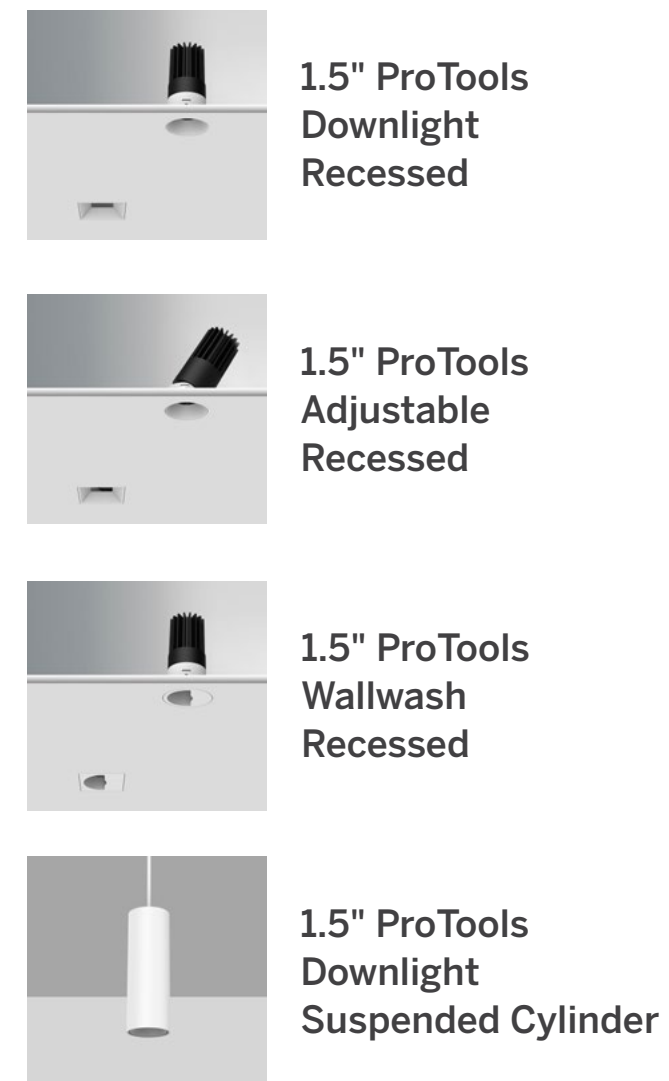 1.5" ProTools
Downlight
Recessed
1.5" ProTools
Adjustable
Recessed
1.5" ProTools
Wallwash
Recessed
1.5" ProTools
Downlight
Suspended Cylinder